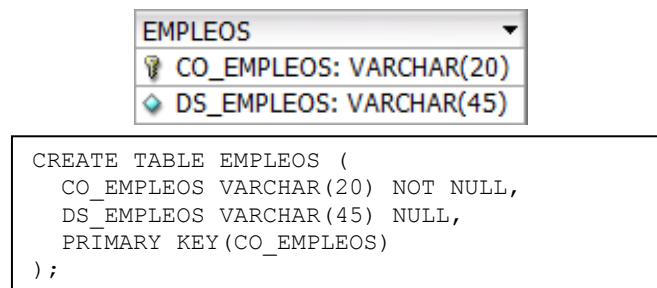 EMPLEOS
CO_EMPLEOS: VARCHAR(20)
DS_EMPLEOS: VARCHAR(45)
CREATE TABLE EMPLEOS (
  CO_EMPLEOS VARCHAR(20) NOT NULL,
  DS_EMPLEOS VARCHAR(45) NULL,
  PRIMARY KEY(CO_EMPLEOS)
);